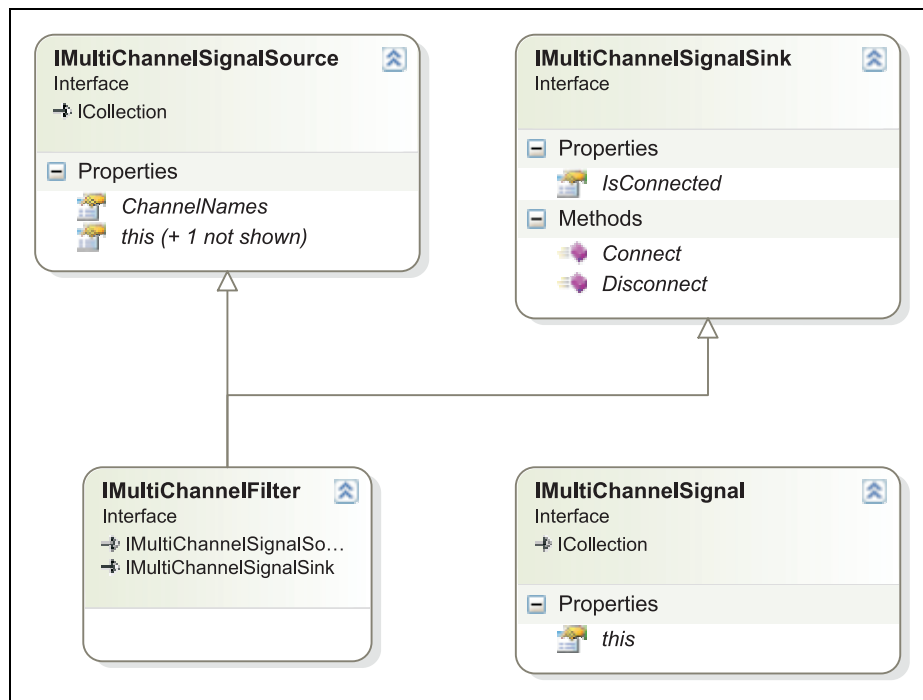 IMultiChannelSignalSource
Interface
ICollection
Properties
ChannelNames
this (+ 1 not shown)
IMultiChannelSignalSink
Interface
Properties
IsConnected
Methods
Connect
Disconnect
IMultiChannelFilter
Interface
IMultiChannelSignalSo...
IMultiChannelSignalSink
IMultiChannelSignal
Interface
ICollection
Properties
this